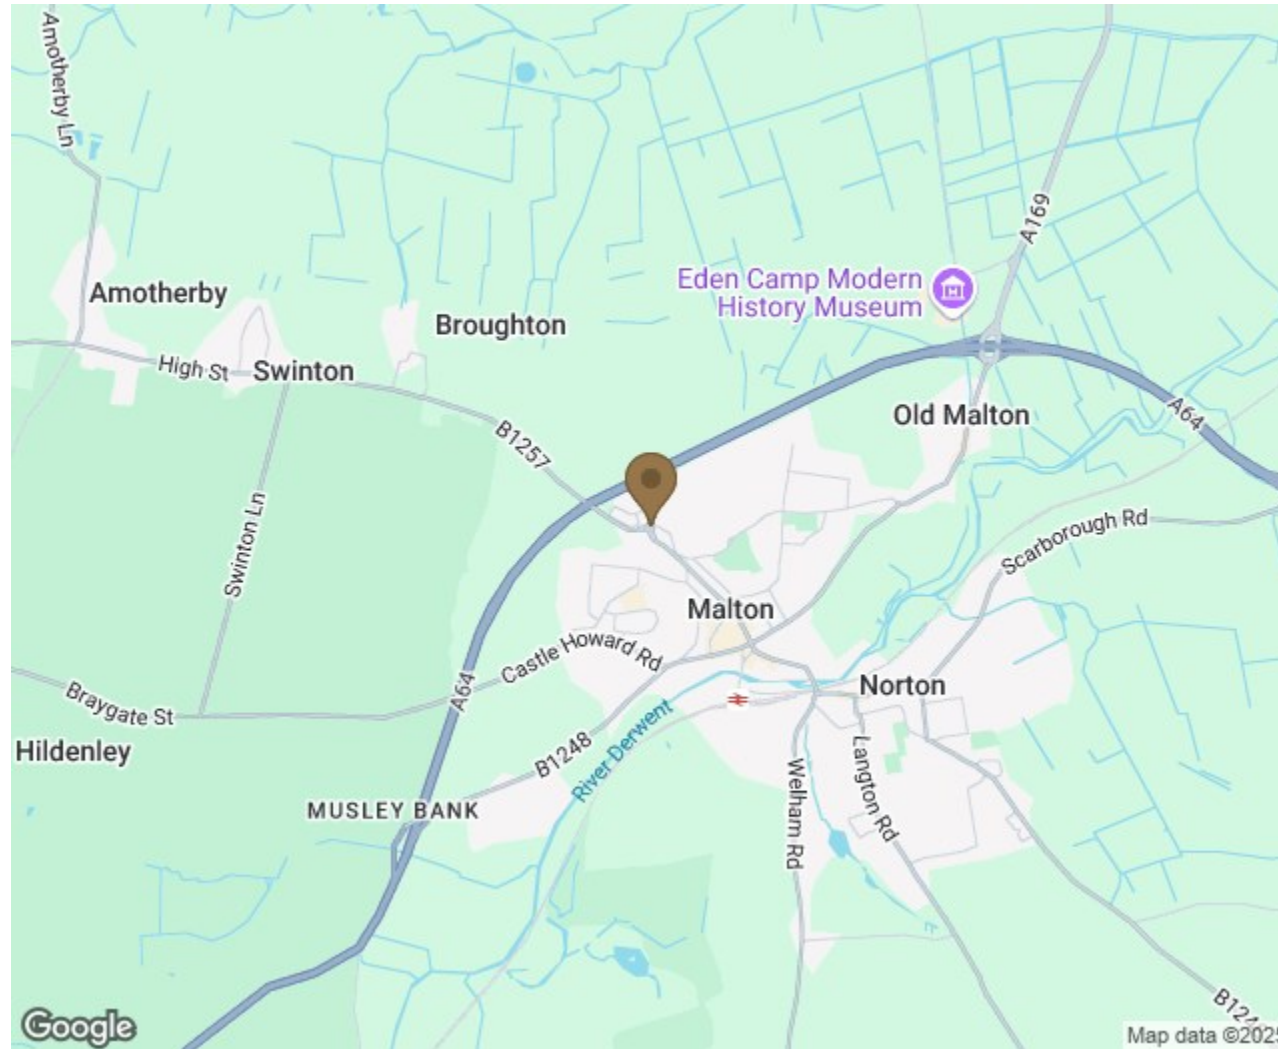 Amotherby Ln
A169
Eden Camp Modern
History Museum
Amotherby
Broughton
High St
Swinton
Old Malton
A64
B1257
Swinton Ln
Scarborough Rd
Malton
Castle Howard Rd
A64
Norton
Braygate St
Hildenley
B1248
River Derwent
Welham Rd
Langton Rd
MUSLEY BANK
Google
Map data ©2025